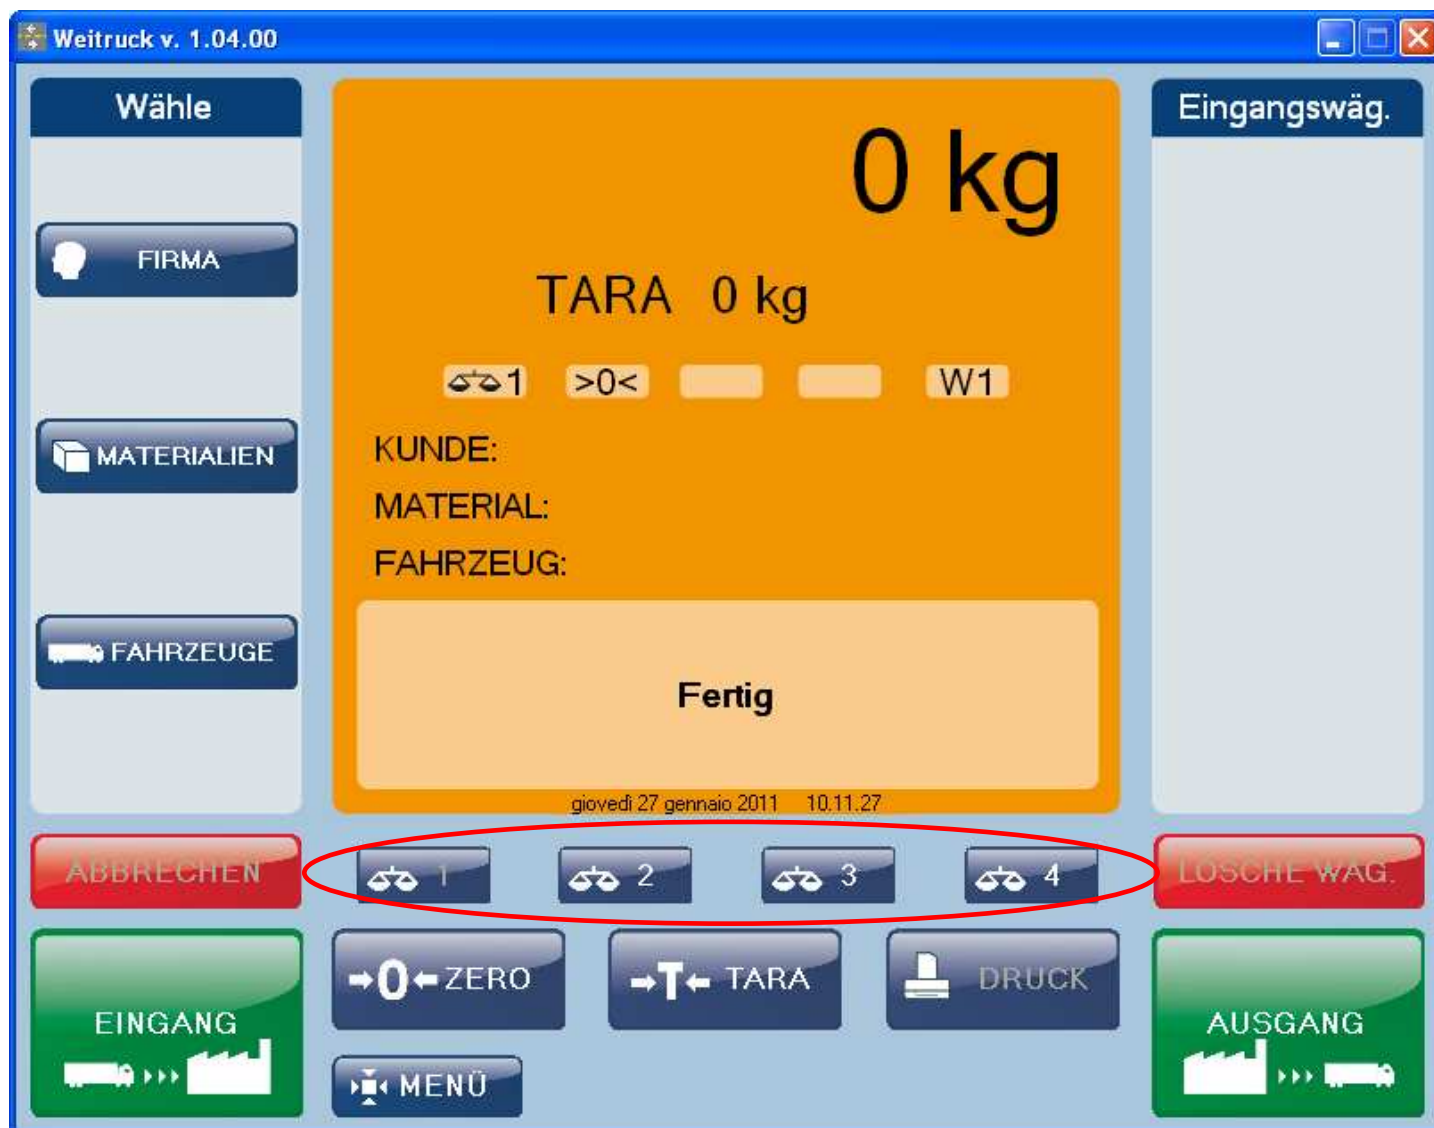 Weitruck v. 1.04.00
Wähle
FIRMA
MATERIALIEN
FAHRZEUGE
0 kg
TARA 0 kg
1 >0< W1
KUNDE:
MATERIAL:
FAHRZEUG:
Fertig
giovedì 27 gennaio 2011 10.11.27
Eingangswäg.
ABBRECHEN
1 2 3 4
LÖSCHE WÄG.
EINGANG
→0← ZERO
→T← TARA
DRUCK
MENÜ
AUSGANG